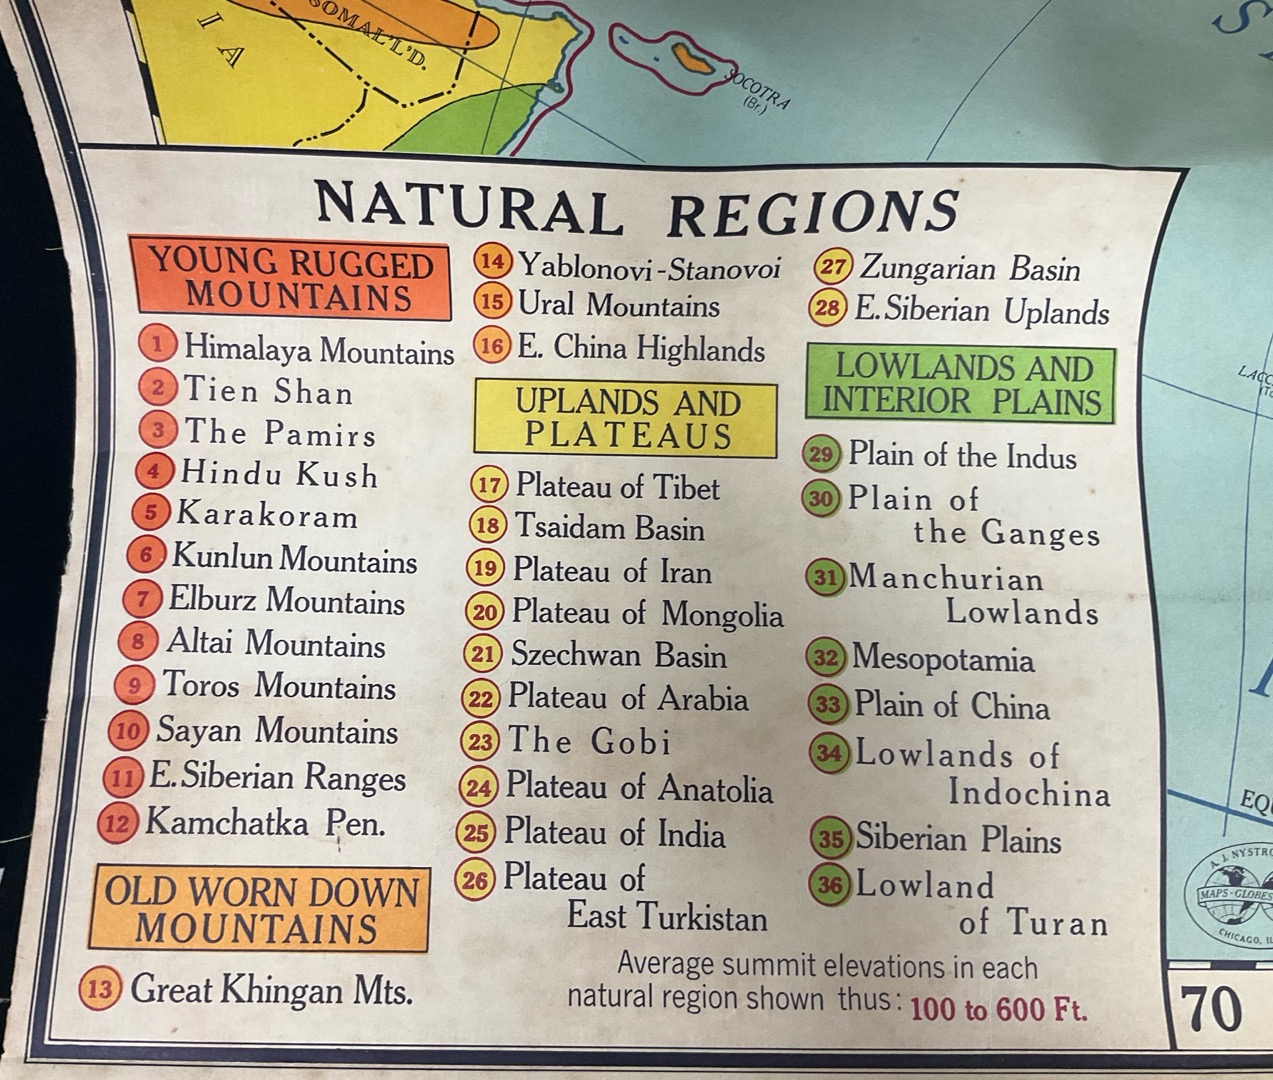 SOMAL'L'D.
I A
SOCOTRA
(Br.)
NATURAL REGIONS
YOUNG RUGGED
MOUNTAINS
1 Himalaya Mountains
2 Tien Shan
3 The Pamirs
4 Hindu Kush
5 Karakoram
6 Kunlun Mountains
7 Elburz Mountains
8 Altai Mountains
9 Toros Mountains
10 Sayan Mountains
11 E. Siberian Ranges
12 Kamchatka Pen.
OLD WORN DOWN
MOUNTAINS
13 Great Khingan Mts.
14 Yablonovi-Stanovoi
15 Ural Mountains
16 E. China Highlands
UPLANDS AND
PLATEAUS
17 Plateau of Tibet
18 Tsaidam Basin
19 Plateau of Iran
20 Plateau of Mongolia
21 Szechwan Basin
22 Plateau of Arabia
23 The Gobi
24 Plateau of Anatolia
25 Plateau of India
26 Plateau of
East Turkistan
27 Zungarian Basin
28 E. Siberian Uplands
LOWLANDS AND
INTERIOR PLAINS
29 Plain of the Indus
30 Plain of
the Ganges
31 Manchurian
Lowlands
32 Mesopotamia
33 Plain of China
34 Lowlands of
Indochina
35 Siberian Plains
36 Lowland
of Turan
Average summit elevations in each
natural region shown thus: 100 to 600 Ft.
A. J. NYSTRO
MAPS-GLOBES
CHICAGO, IL
EQU
70